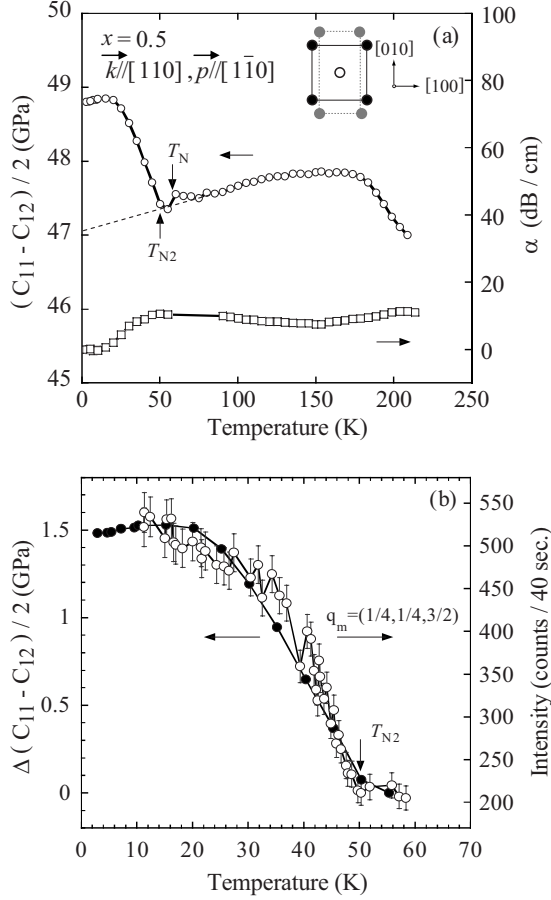 (a)
x = 0.5
k//[110] , p//[11̄0]
[010]
[100]
50
49
48
47
46
45
(C11 - C12) / 2 (GPa)
TN
TN2
100
80
60
40
20
0
α (dB / cm)
0 50 100 150 200 250
Temperature (K)
(b)
1.5
1
0.5
0
Δ (C11 - C12) / 2 (GPa)
qm=(1/4,1/4,3/2)
TN2
550
500
450
400
350
300
250
200
Intensity (counts / 40 sec.)
0 10 20 30 40 50 60 70
Temperature (K)